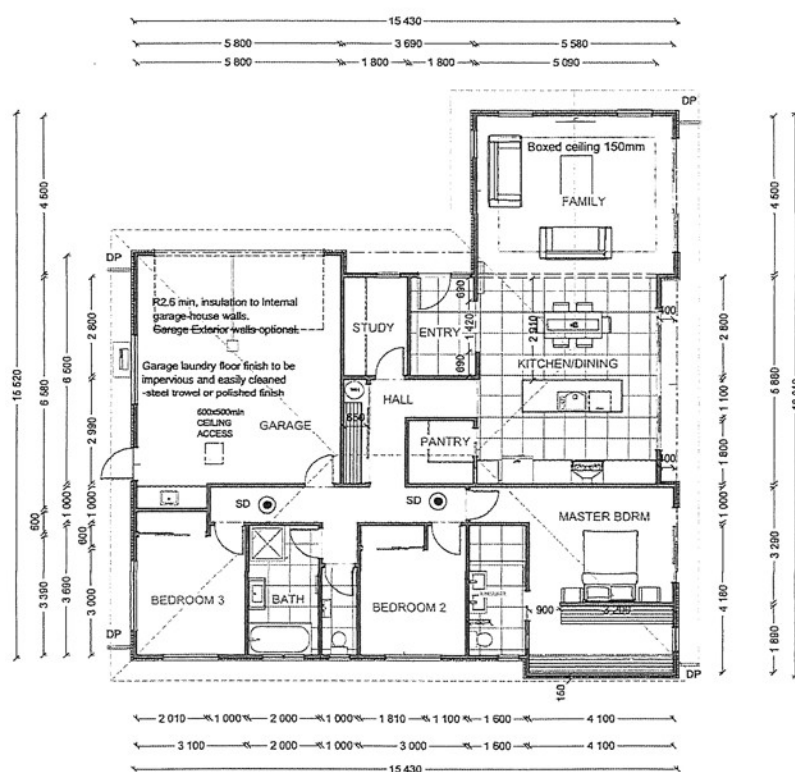 15 430
5 800
3 690
5 580
5 800
1 800
1 800
5 090
DP
Boxed ceiling 150mm
FAMILY
DP
R2.6 min, insulation to Internal
garage-house walls.
Garage Exterior walls optional.
STUDY
ENTRY
690
1 420
690
2 910
400
KITCHEN/DINING
Garage laundry floor finish to be
impervious and easily cleaned
-steel trowel or polished finish
600x500min
CEILING
ACCESS
GARAGE
HALL
650
PANTRY
400
SD
SD
MASTER BDRM
BEDROOM 3
BATH
BEDROOM 2
900
3 200
DP
DP
150
15 520
4 500
6 580
600
3 390
6 600
3 690
2 800
2 990
1 000
1 000
600
3 000
2 800
1 100
1 800
1 000
4 160
4 500
5 880
3 290
1 890
2 010
1 000
2 000
1 000
1 810
1 100
1 600
4 100
3 100
2 000
1 000
3 000
1 600
4 100
15 430